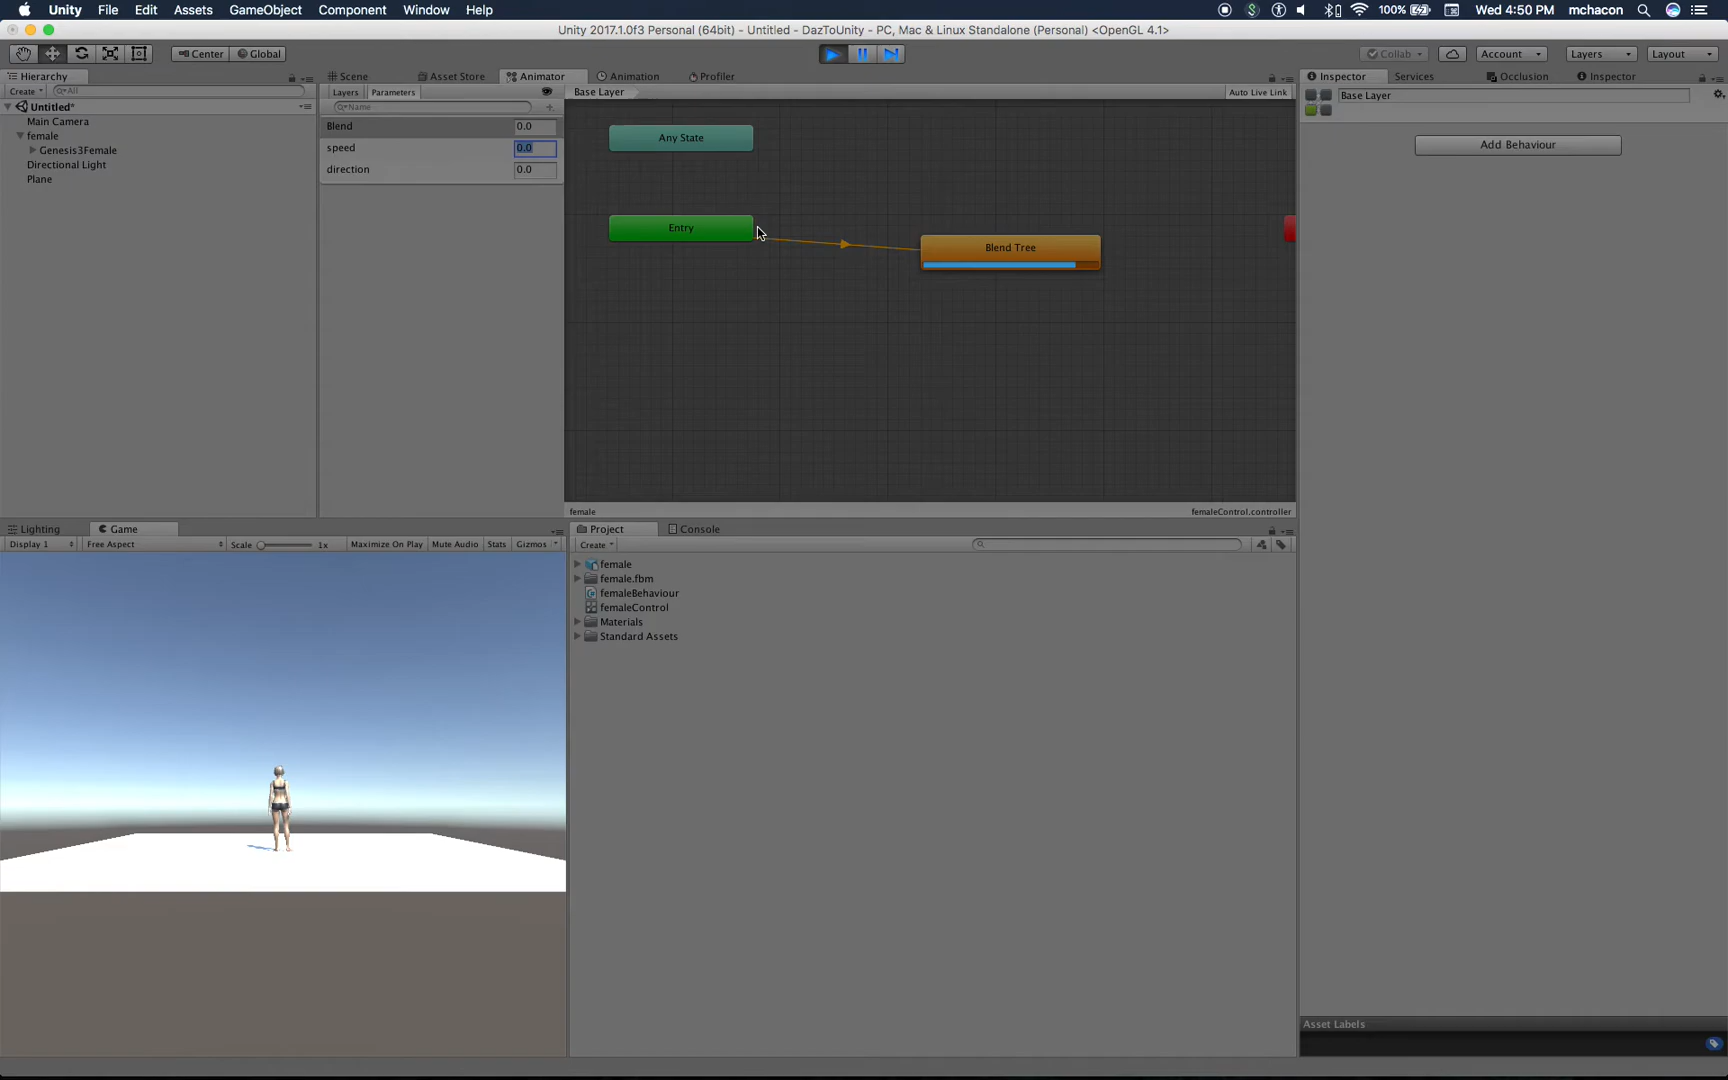 Unity File Edit Assets GameObject Component Window Help 100% Wed 4:50 PM mchacon
Unity 2017.1.0f3 Personal (64bit) - Untitled - DazToUnity - PC, Mac & Linux Standalone (Personal) <OpenGL 4.1>
Center Global Collab Account Layers Layout
Hierarchy Scene Asset Store Animator Animation Profiler Inspector Services Occlusion Inspector
Create All Layers Parameters Base Layer Auto Live Link Base Layer
Name
Untitled*
Main Camera
female
Genesis3Female
Directional Light
Plane
Blend 0.0
speed 0.0
direction 0.0
Any State
Entry
Blend Tree
Add Behaviour
female femaleControl.controller
Lighting Game Project Console
Display 1 Free Aspect Scale 1x Maximize On Play Mute Audio Stats Gizmos Create
female
female.fbm
femaleBehaviour
femaleControl
Materials
Standard Assets
Asset Labels